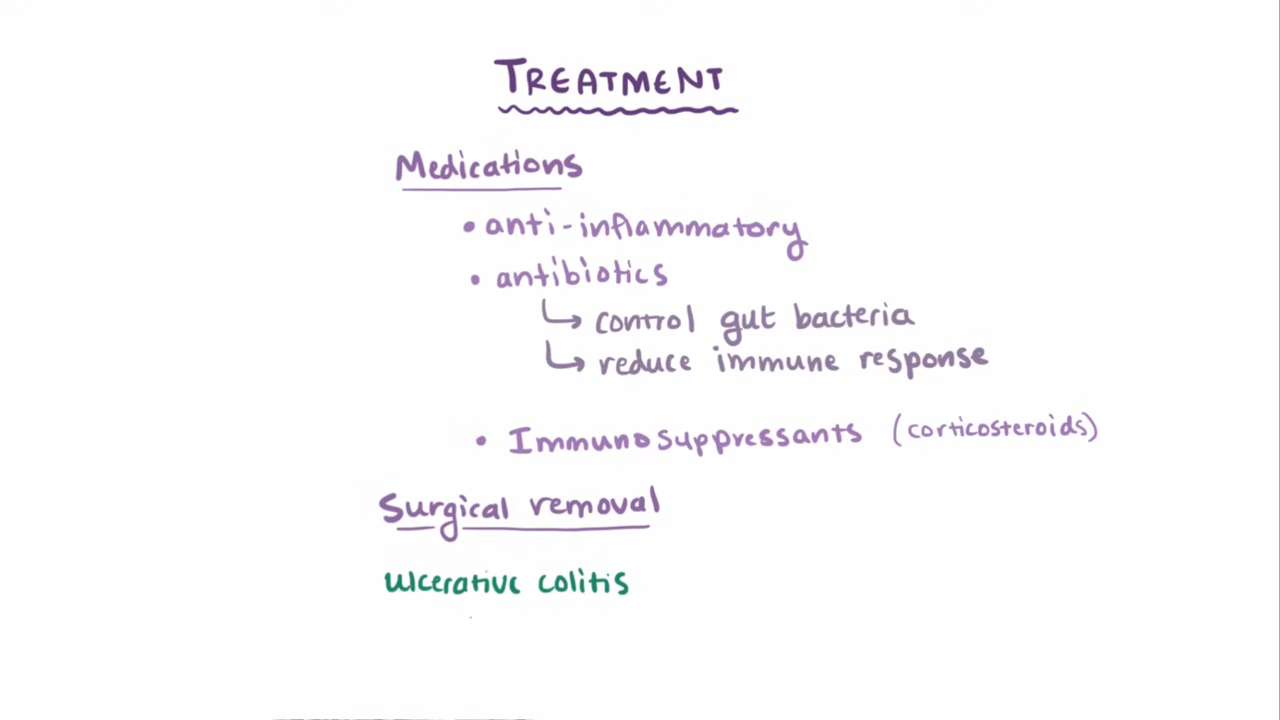 TREATMENT
Medications
• anti-inflammatory
• antibiotics
↳ control gut bacteria
↳ reduce immune response
• Immunosuppressants (corticosteroids)
Surgical removal
ulcerative colitis